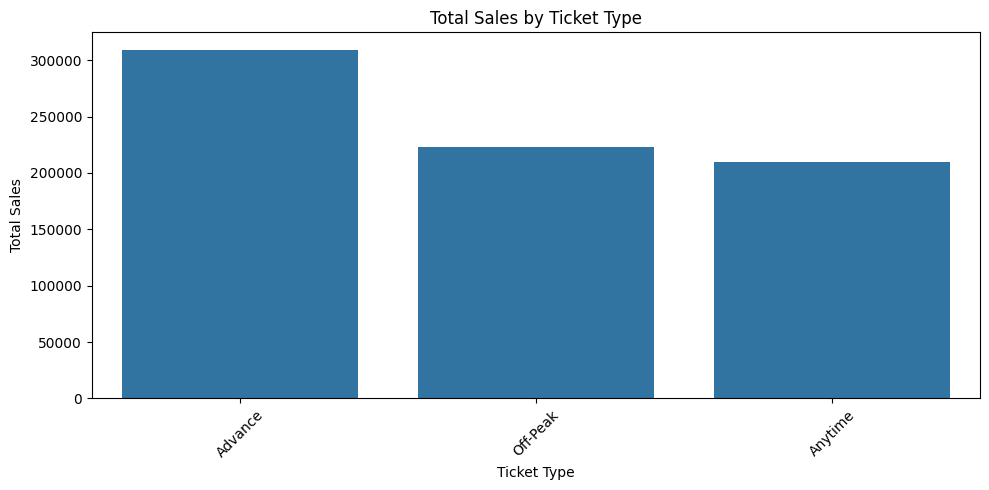 Total Sales by Ticket Type
300000
250000
200000
150000
100000
50000
0
Total Sales
Advance
Off-Peak
Anytime
Ticket Type